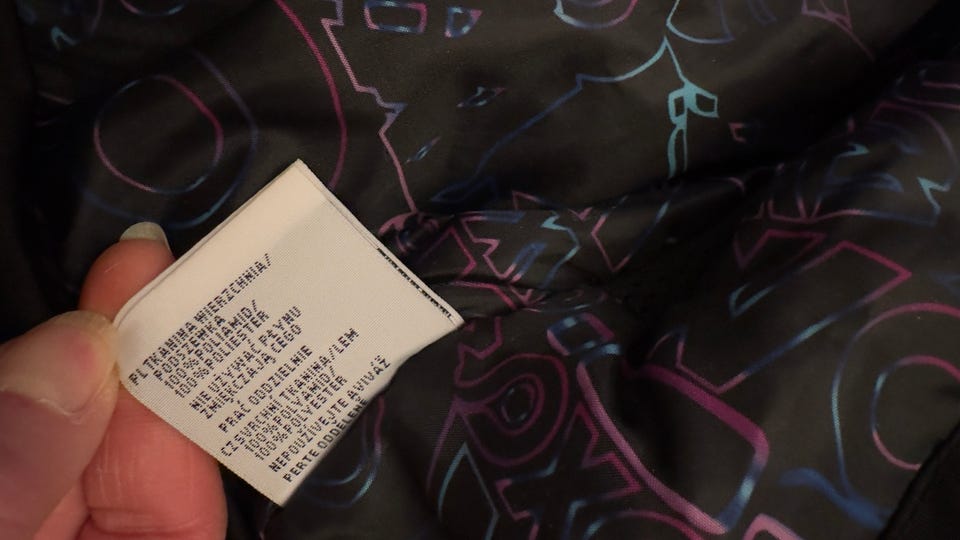 PL TKANINA WIERZCHNIA/
PODSZEWKA/
100% POLIAMID/
100% POLIESTER
NIE UŻYWAĆ PŁYNU
ZMIĘKCZAJĄCEGO
PRAĆ ODDZIELNIE
CZ SVRCHNÍ TKANINA/LEM
100%POLYAMID/
100%POLYESTER
NEPOUŽÍVEJTE AVIVÁŽ
PERTE ODDĚLENĚ